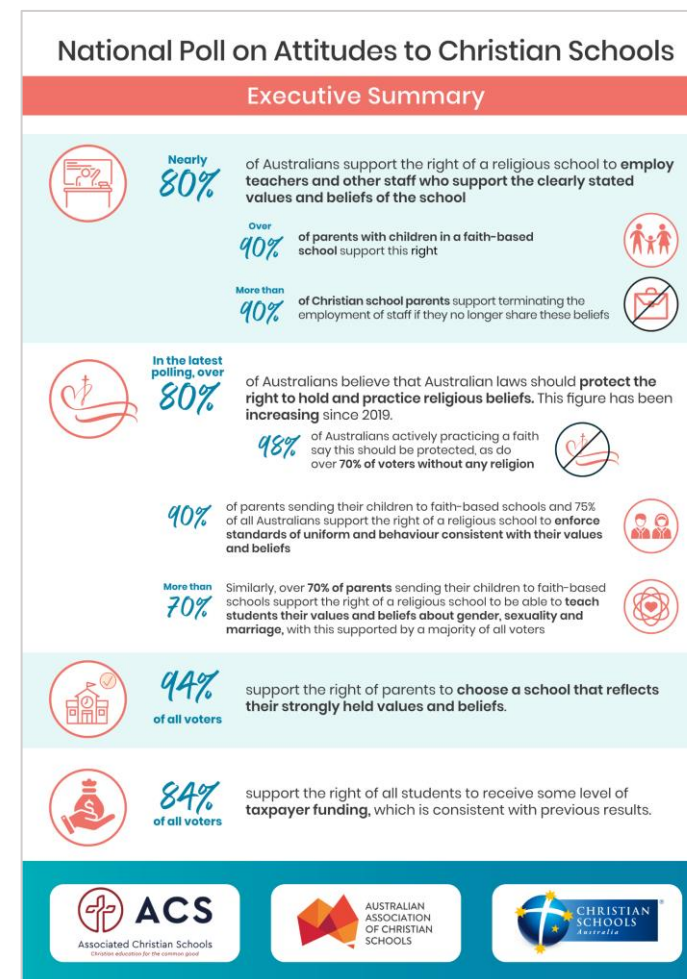 National Poll on Attitudes to Christian Schools
Executive Summary
Nearly
80%
of Australians support the right of a religious school to employ
teachers and other staff who support the clearly stated
values and beliefs of the school
Over
90%
of parents with children in a faith-based
school support this right
More than
90%
of Christian school parents support terminating the
employment of staff if they no longer share these beliefs
In the latest
polling, over
80%
of Australians believe that Australian laws should protect the
right to hold and practice religious beliefs. This figure has been
increasing since 2019.
98%
of Australians actively practicing a faith
say this should be protected, as do
over 70% of voters without any religion
90%
of parents sending their children to faith-based schools and 75%
of all Australians support the right of a religious school to enforce
standards of uniform and behaviour consistent with their values
and beliefs
More than
70%
Similarly, over 70% of parents sending their children to faith-based
schools support the right of a religious school to be able to teach
students their values and beliefs about gender, sexuality and
marriage, with this supported by a majority of all voters
94%
of all voters
support the right of parents to choose a school that reflects
their strongly held values and beliefs.
84%
of all voters
support the right of all students to receive some level of
taxpayer funding, which is consistent with previous results.
ACS
Associated Christian Schools
Christian education for the common good
AUSTRALIAN
ASSOCIATION
OF CHRISTIAN
SCHOOLS
CHRISTIAN
SCHOOLS
Australia